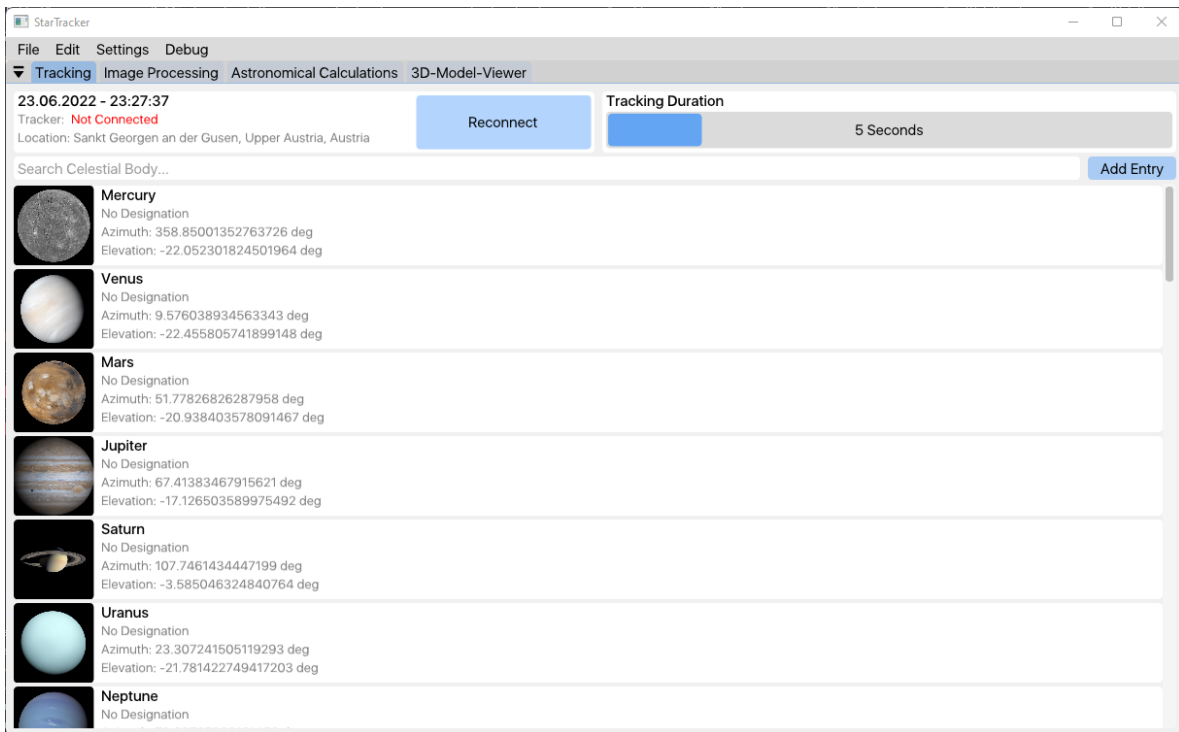 StarTracker
File Edit Settings Debug
Tracking Image Processing Astronomical Calculations 3D-Model-Viewer
23.06.2022 - 23:27:37
Tracker: Not Connected
Location: Sankt Georgen an der Gusen, Upper Austria, Austria
Reconnect
Tracking Duration
5 Seconds
Search Celestial Body...
Add Entry
Mercury
No Designation
Azimuth: 358.85001352763726 deg
Elevation: -22.052301824501964 deg
Venus
No Designation
Azimuth: 9.576038934563343 deg
Elevation: -22.455805741899148 deg
Mars
No Designation
Azimuth: 51.77826826287958 deg
Elevation: -20.938403578091467 deg
Jupiter
No Designation
Azimuth: 67.41383467915621 deg
Elevation: -17.126503589975492 deg
Saturn
No Designation
Azimuth: 107.7461434447199 deg
Elevation: -3.585046324840764 deg
Uranus
No Designation
Azimuth: 23.307241505119293 deg
Elevation: -21.781422749417203 deg
Neptune
No Designation